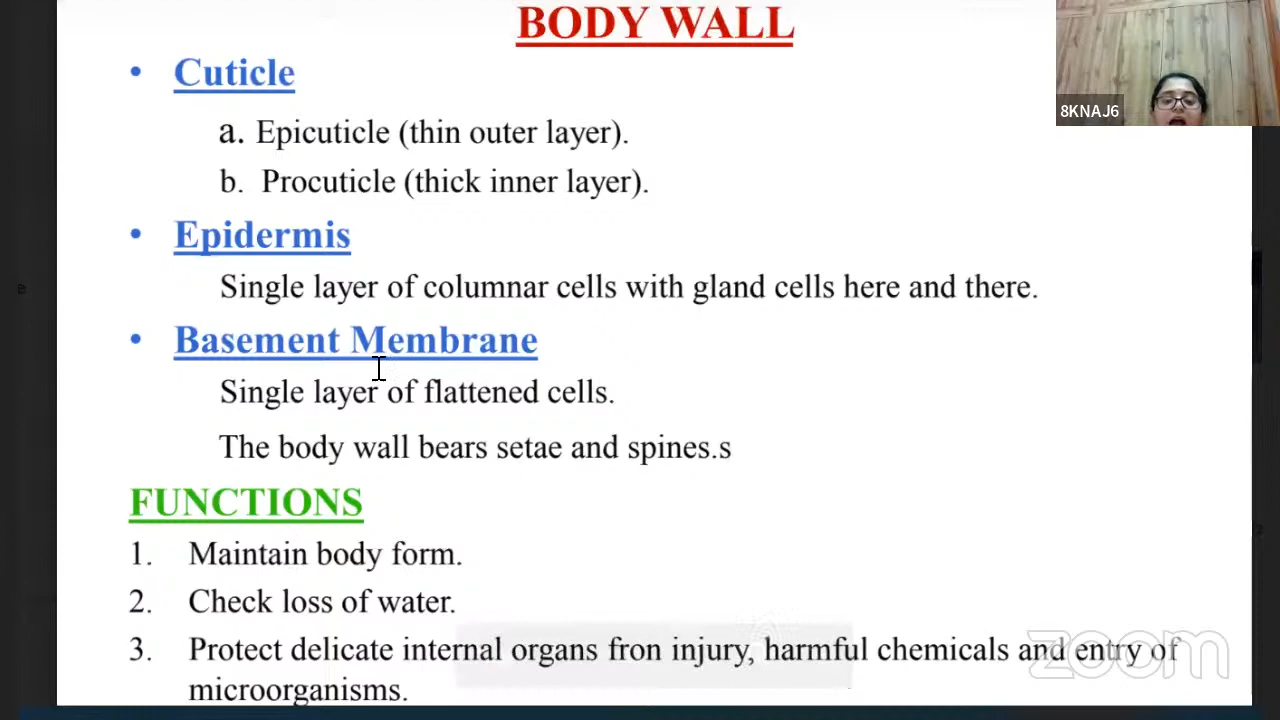 BODY WALL
• Cuticle
a. Epicuticle (thin outer layer).
b. Procuticle (thick inner layer).
8KNAJ6
• Epidermis
Single layer of columnar cells with gland cells here and there.
• Basement Membrane
Single layer of flattened cells.
The body wall bears setae and spines.s
FUNCTIONS
1. Maintain body form.
2. Check loss of water.
3. Protect delicate internal organs fron injury, harmful chemicals and entry of
microorganisms.
zoom
e